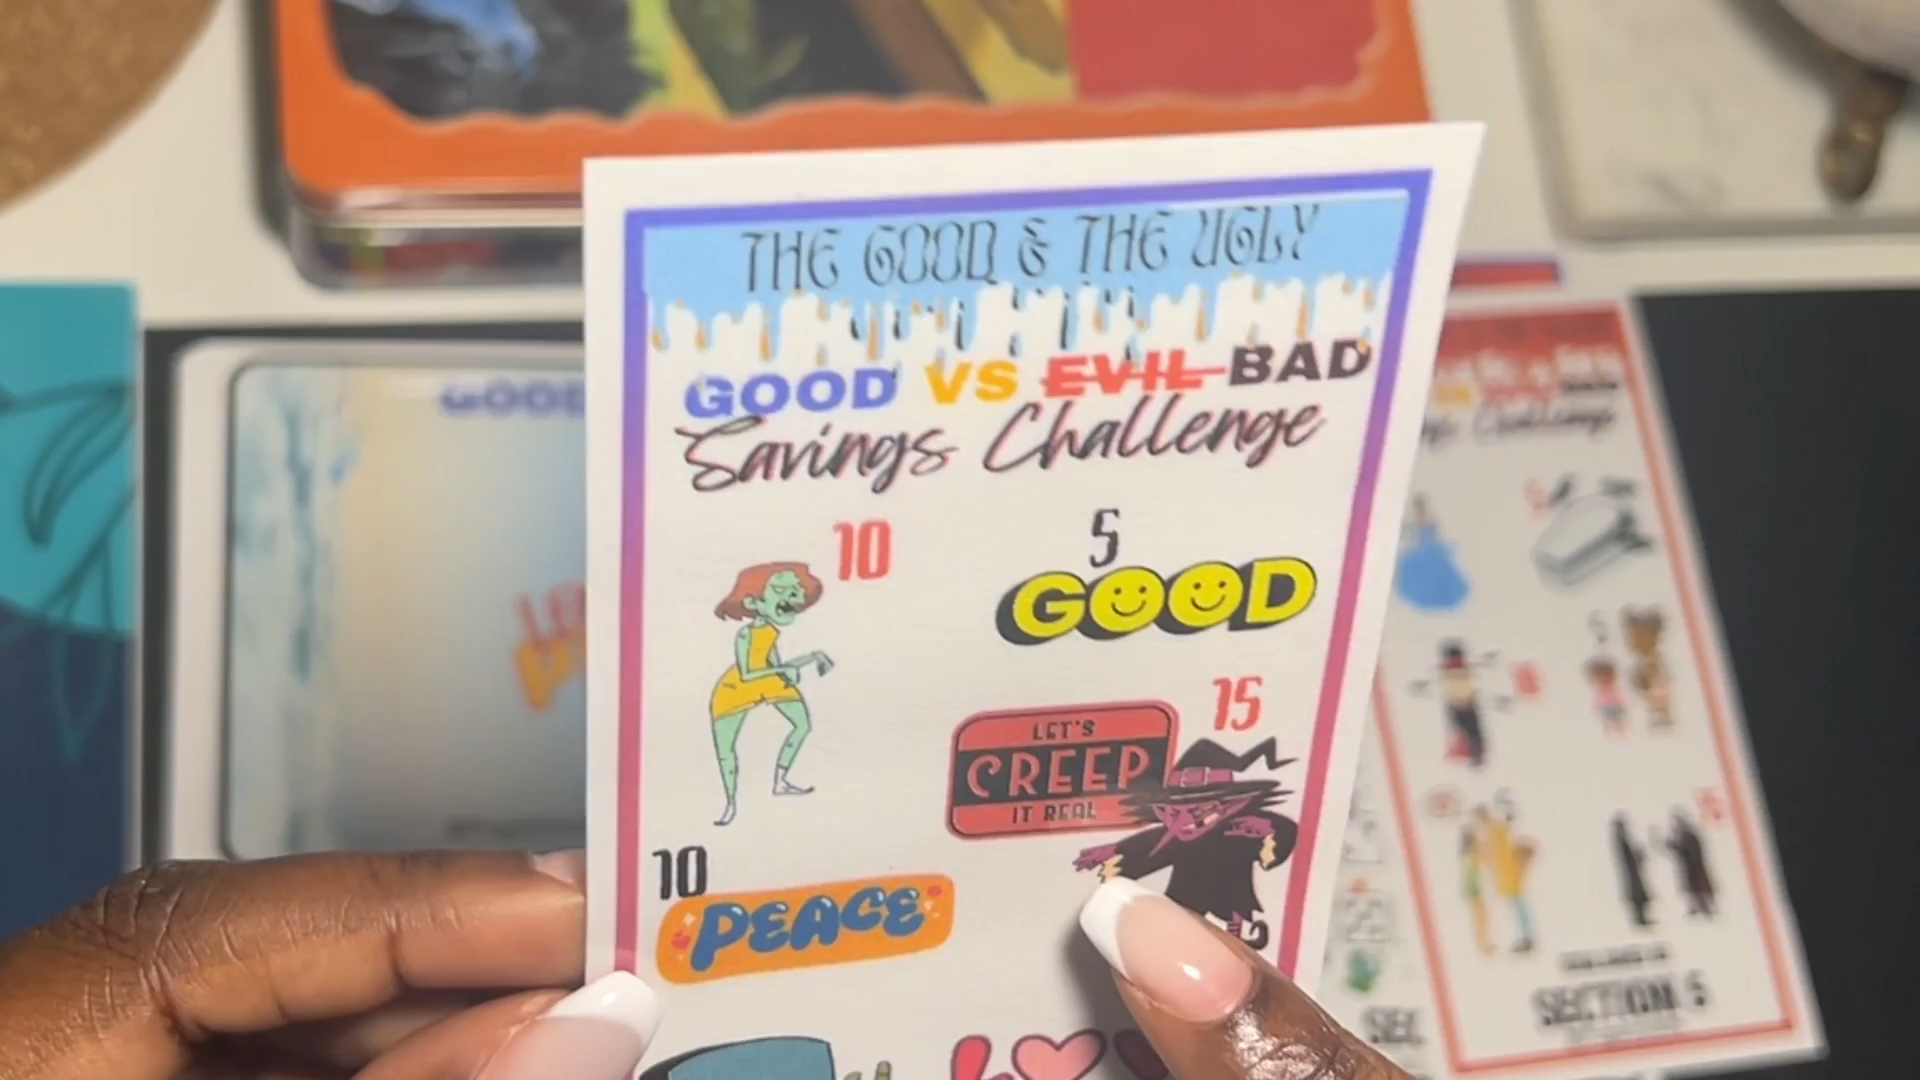 THE GOOD & THE UGLY
GOOD VS EVIL BAD
Savings Challenge
10
5
GOOD
15
LET'S
CREEP
IT REAL
10
PEACE
GOOD
SECTION 5